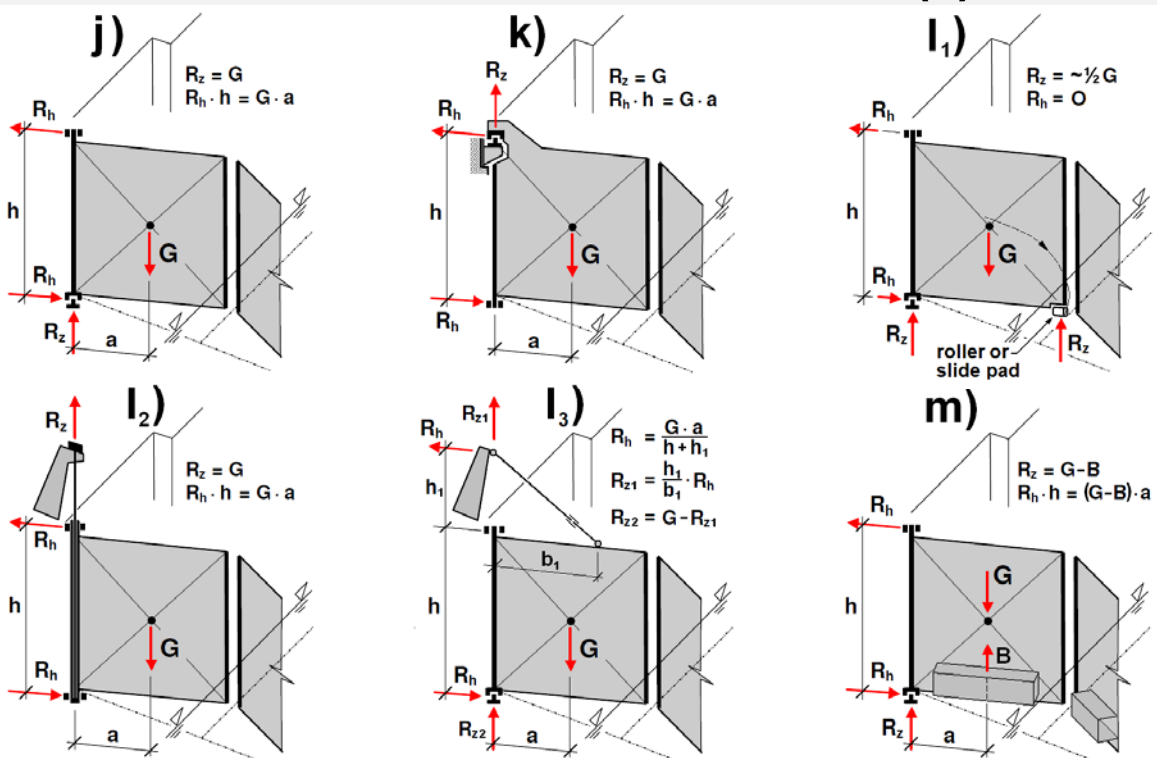 j)
R_z = G
R_h · h = G · a
R_h
h
G
R_h
R_z
a
k)
R_z
R_z = G
R_h · h = G · a
R_h
h
G
R_h
a
l_1)
R_z = ~½ G
R_h = O
R_h
h
G
R_h
R_z
R_z
roller or
slide pad
l_2)
R_z
R_z = G
R_h · h = G · a
R_h
h
G
R_h
a
l_3)
R_z1
R_h
R_h = G · a / h + h_1
h_1
R_z1 = h_1 / b_1 · R_h
R_z2 = G - R_z1
b_1
h
G
R_h
R_z2
a
m)
R_z = G-B
R_h · h = (G-B) · a
R_h
h
G
B
R_h
R_z
a